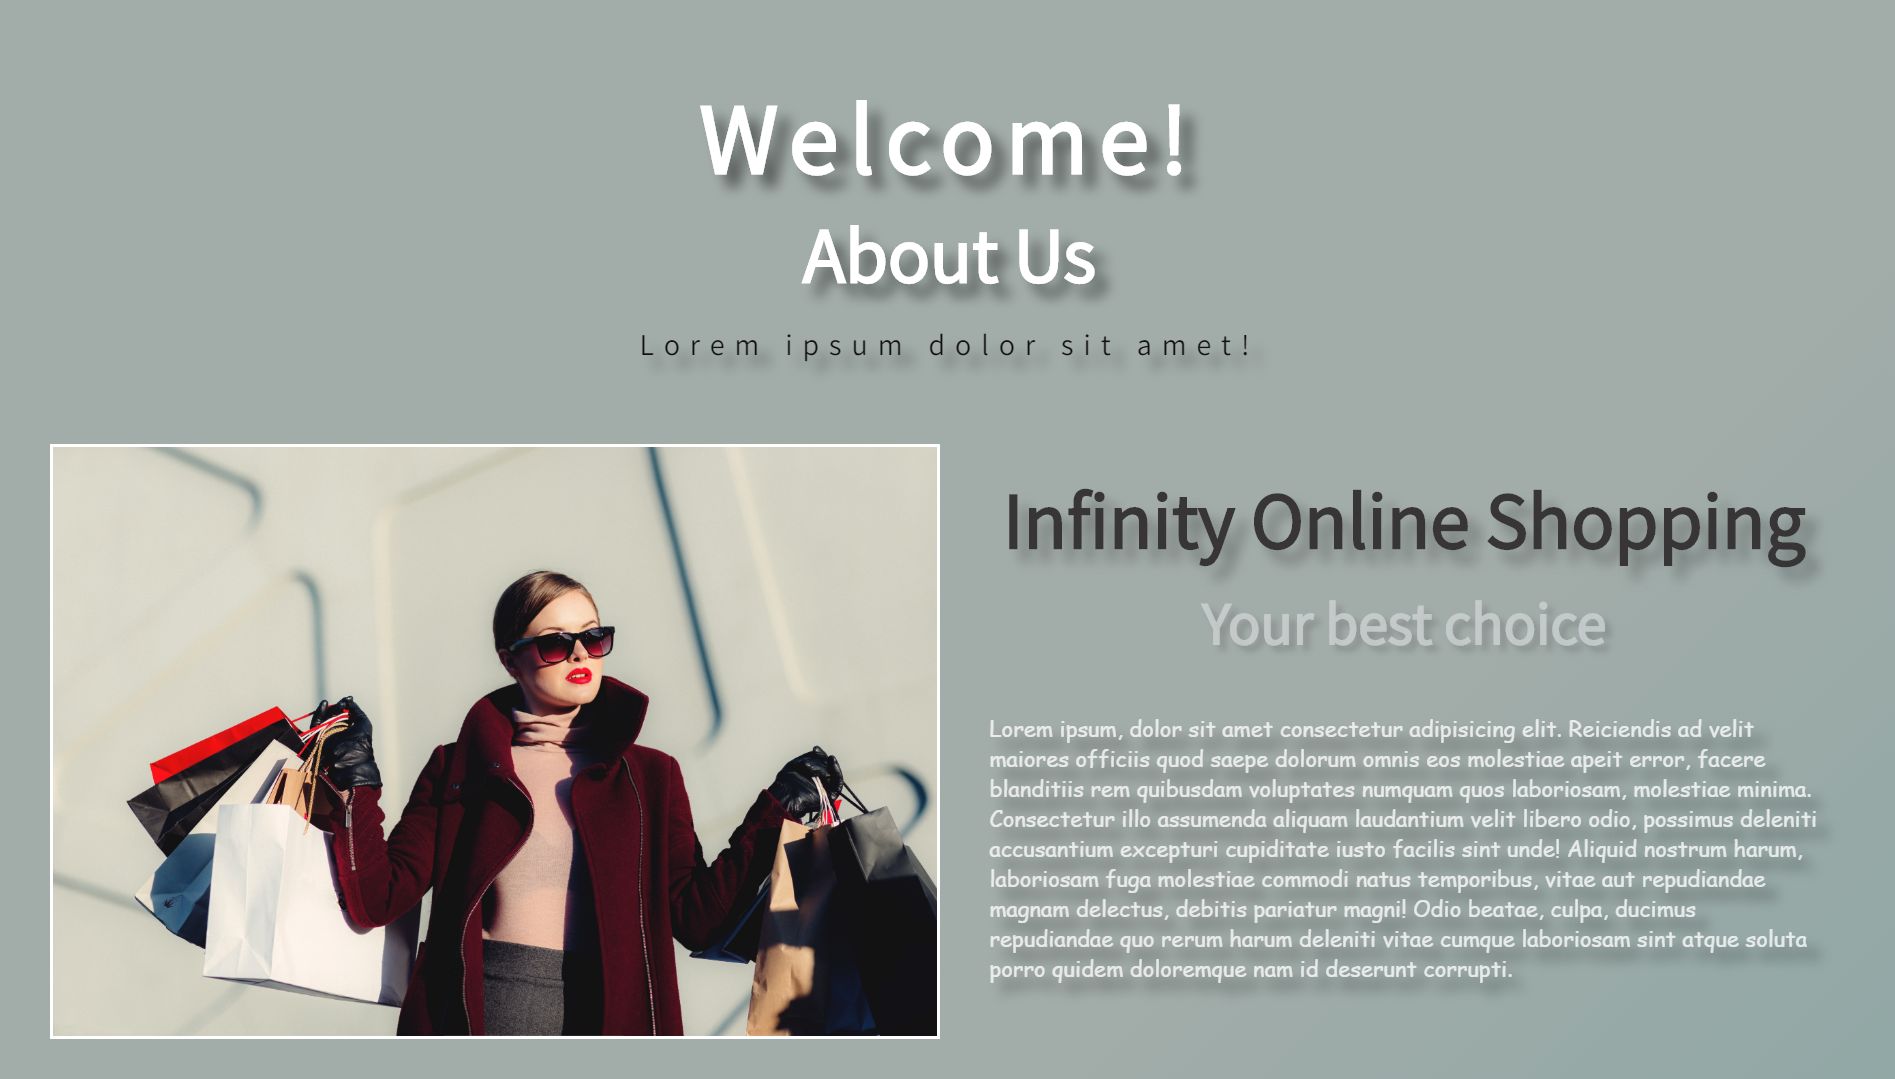 Welcome!
About Us
Lorem ipsum dolor sit amet!
Infinity Online Shopping
Your best choice
Lorem ipsum, dolor sit amet consectetur adipisicing elit. Reiciendis ad velit
maiores officiis quod saepe dolorum omnis eos molestiae apeit error, facere
blanditiis rem quibusdam voluptates numquam quos laboriosam, molestiae minima.
Consectetur illo assumenda aliquam laudantium velit libero odio, possimus deleniti
accusantium excepturi cupiditate iusto facilis sint unde! Aliquid nostrum harum,
laboriosam fuga molestiae commodi natus temporibus, vitae aut repudiandae
magnam delectus, debitis pariatur magni! Odio beatae, culpa, ducimus
repudiandae quo rerum harum deleniti vitae cumque laboriosam sint atque soluta
porro quidem doloremque nam id deserunt corrupti.